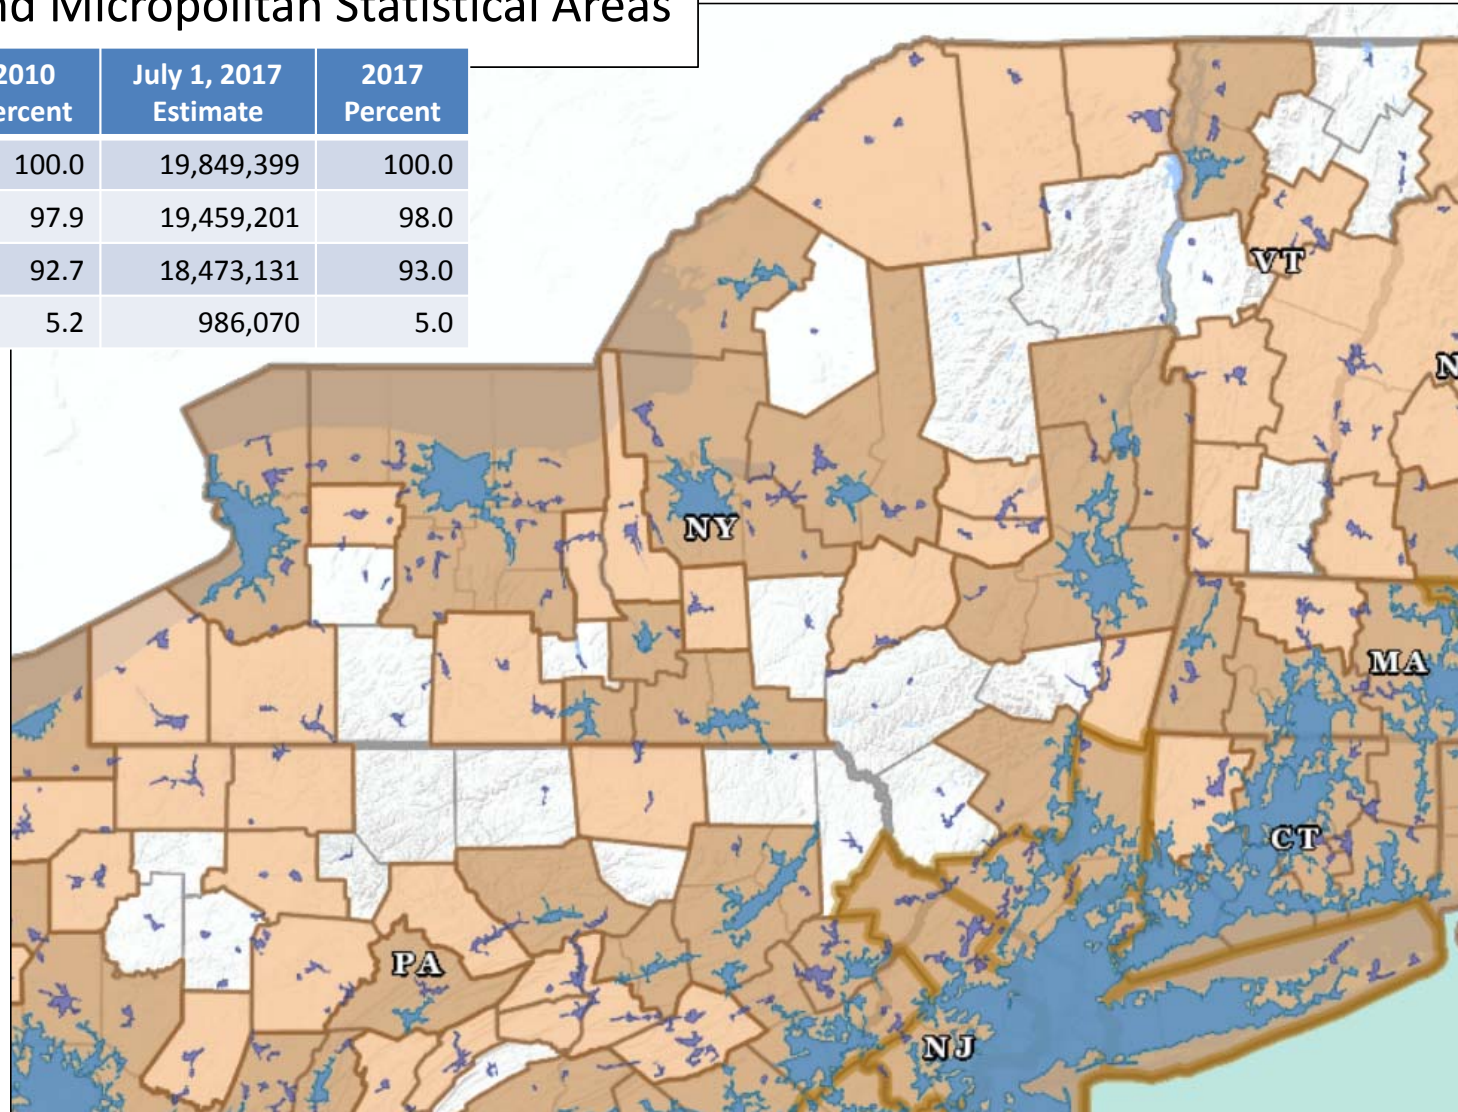 nd Micropolitan Statistical Areas
2010 July 1, 2017 2017
ercent Estimate Percent
100.0 19,849,399 100.0
97.9 19,459,201 98.0
92.7 18,473,131 93.0
5.2 986,070 5.0
VT
N
NY
MA
CT
PA
NJ